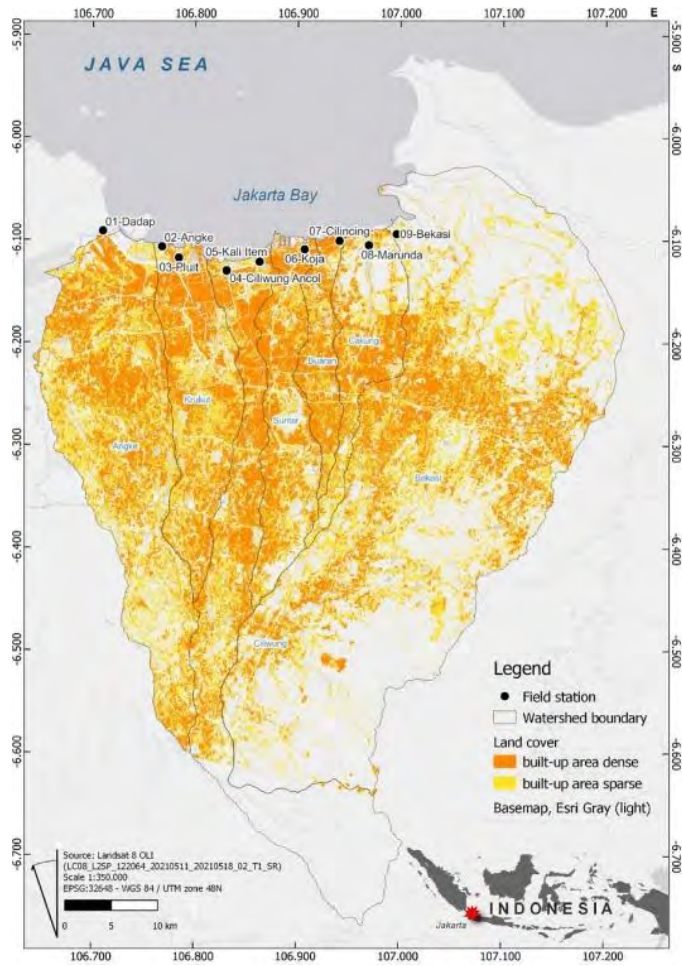 106.700 106.800 106.900 107.000 107.100 107.200 E
-5.900 -5.900
S
JAVA SEA
-6.000 -6.000
Jakarta Bay
01-Dadap
07-Cilincing
02-Angke
09-Bekasi
-6.100 -6.100
05-Kali Item
08-Marunda
03-Pluit
06-Koja
04-Ciliwung Ancol
-6.200 -6.200
Cakung
Buaran
Krukut
Sunter
-6.300 -6.300
Angke
Bekasi
-6.400 -6.400
-6.500 -6.500
Ciliwung
Legend
Field station
Watershed boundary
Land cover
-6.600 -6.600
built-up area dense
built-up area sparse
Basemap, Esri Gray (light)
-6.700 -6.700
Source: Landsat 8 OLI
(LC08_L2SP_122064_20210511_20210518_02_T1_SR)
Scale 1:350.000
EPSG:32648 - WGS 84 / UTM zone 48N
0 5 10 km
INDONESIA
Jakarta
106.700 106.800 106.900 107.000 107.100 107.200